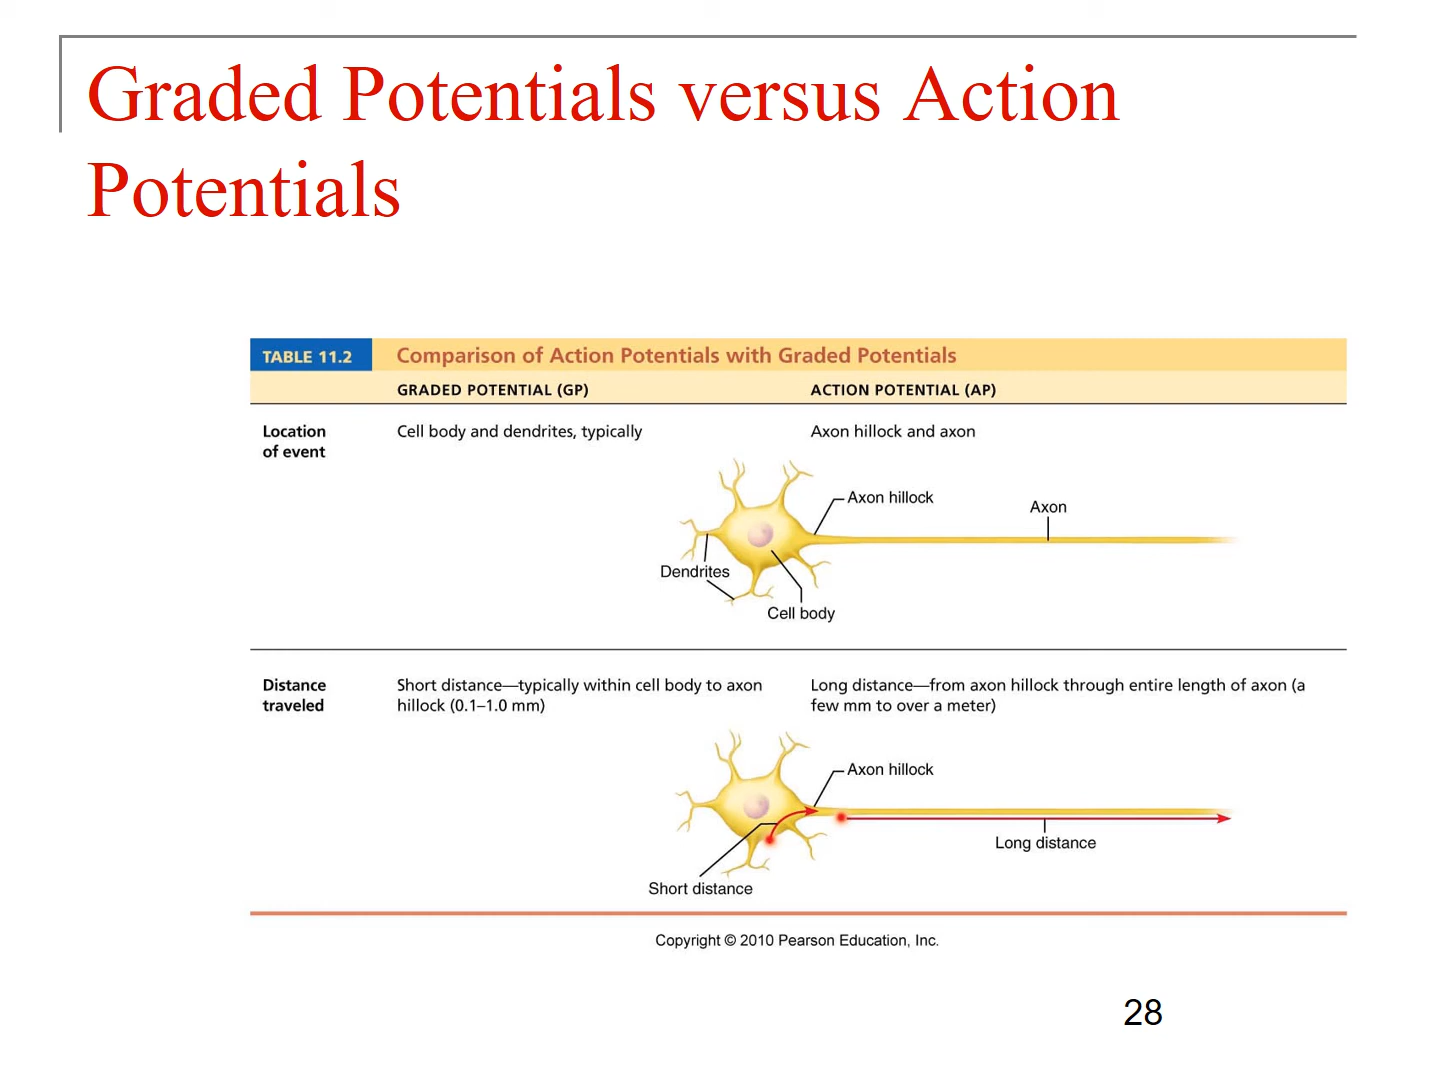 Graded Potentials versus Action
Potentials
TABLE 11.2 Comparison of Action Potentials with Graded Potentials
GRADED POTENTIAL (GP) ACTION POTENTIAL (AP)
Location
of event
Cell body and dendrites, typically
Axon hillock and axon
Axon hillock
Axon
Dendrites
Cell body
Distance
traveled
Short distance—typically within cell body to axon
hillock (0.1–1.0 mm)
Long distance—from axon hillock through entire length of axon (a
few mm to over a meter)
Axon hillock
Long distance
Short distance
Copyright © 2010 Pearson Education, Inc.
28